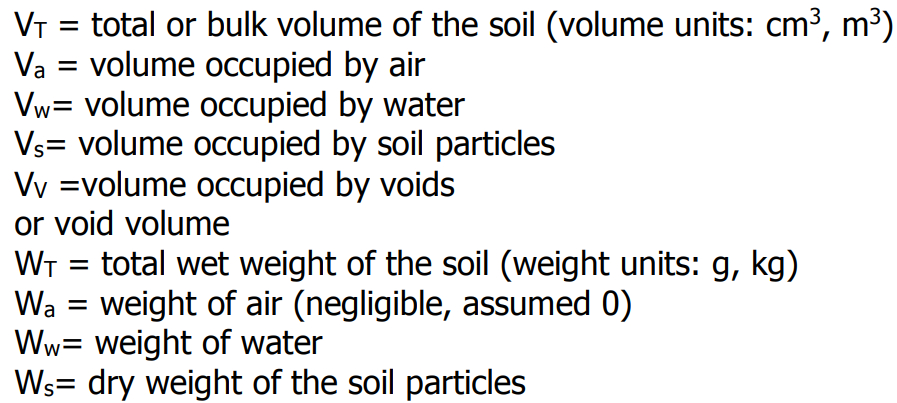 V_T = total or bulk volume of the soil (volume units: cm³, m³)
V_a = volume occupied by air
V_w= volume occupied by water
V_s= volume occupied by soil particles
V_V =volume occupied by voids
or void volume
W_T = total wet weight of the soil (weight units: g, kg)
W_a = weight of air (negligible, assumed 0)
W_w= weight of water
W_s= dry weight of the soil particles